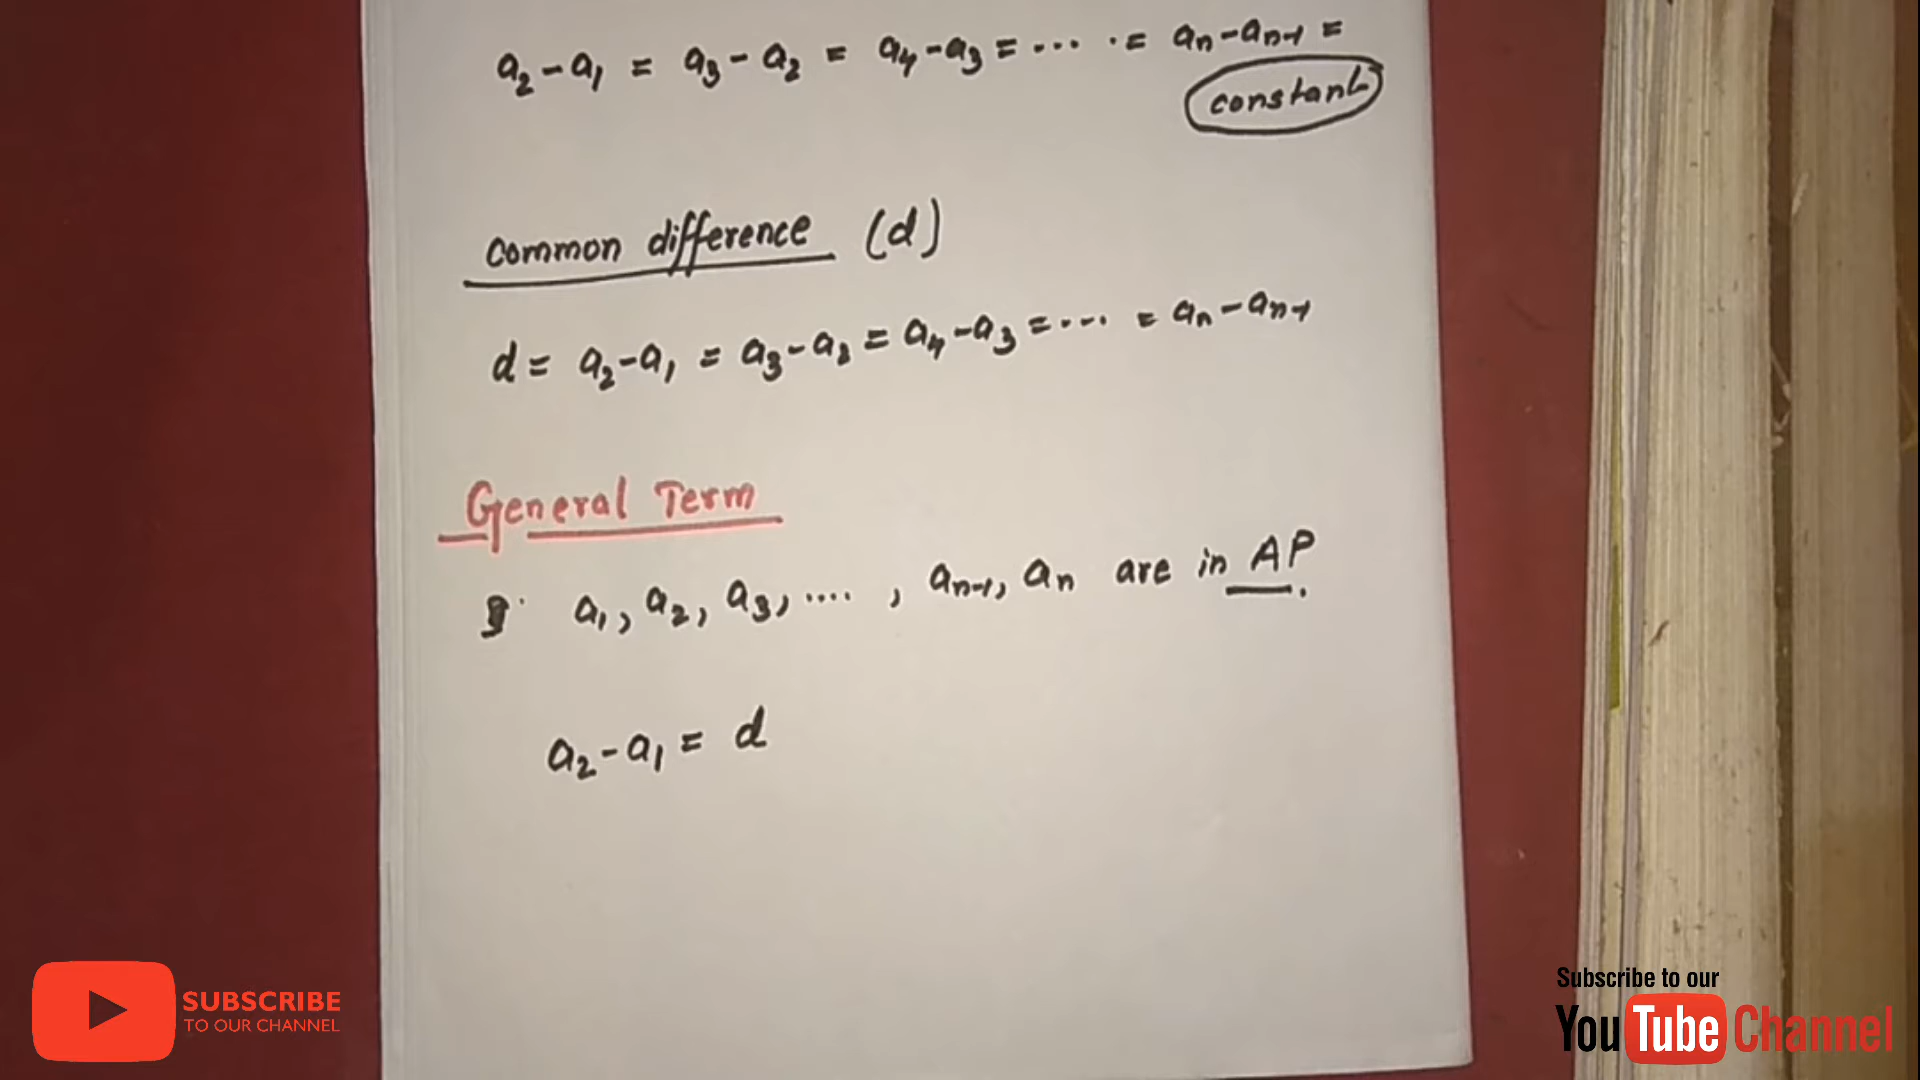 a₂-a₁ = a₃-a₂ = a₄-a₃ = ... . = aₙ-aₙ₋₁ =
constant
Common difference (d)
d = a₂-a₁ = a₃-a₂ = a₄-a₃ = ... = aₙ-aₙ₋₁
General Term
a₁, a₂, a₃, .... , aₙ₋₁, aₙ are in AP.
a₂-a₁ = d
SUBSCRIBE
TO OUR CHANNEL
Subscribe to our
YouTube Channel